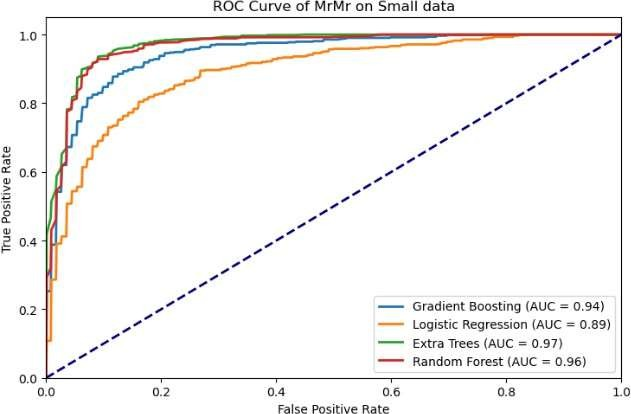 ROC Curve of MrMr on Small data
True Positive Rate
1.0
0.8
0.6
0.4
0.2
0.0
Gradient Boosting (AUC = 0.94)
Logistic Regression (AUC = 0.89)
Extra Trees (AUC = 0.97)
Random Forest (AUC = 0.96)
0.0 0.2 0.4 0.6 0.8 1.0
False Positive Rate